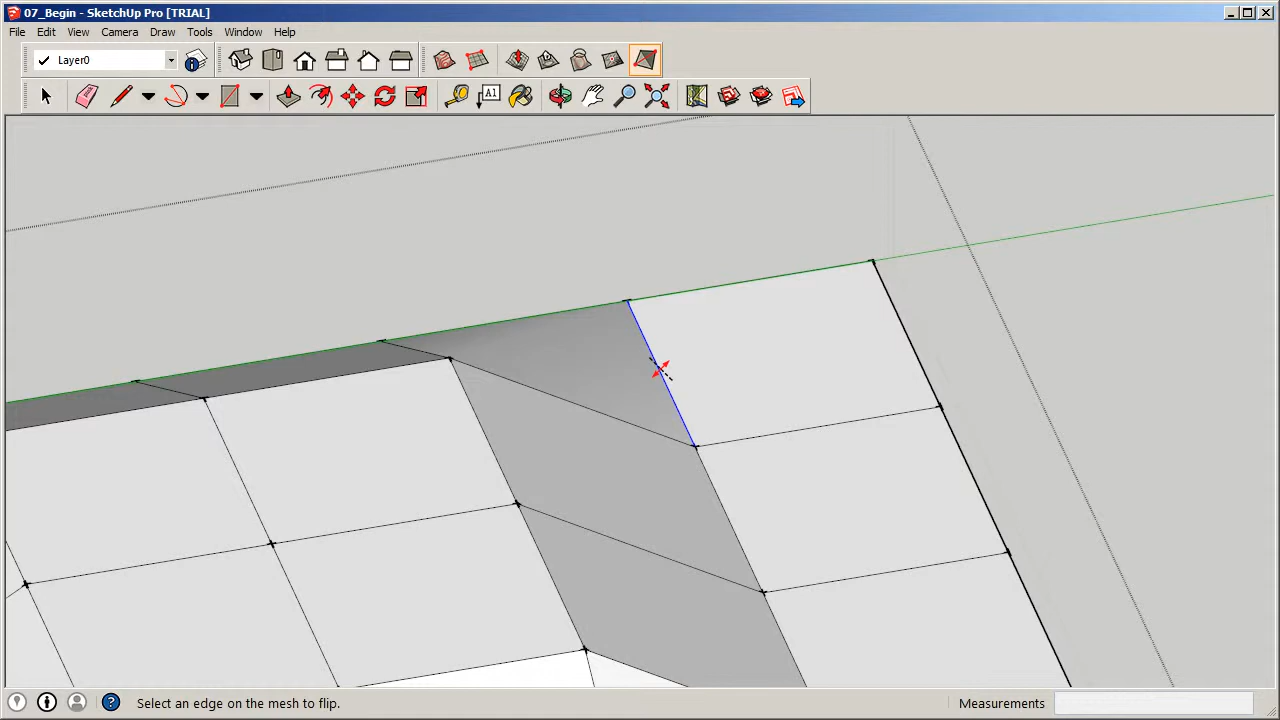 07_Begin - SketchUp Pro [TRIAL]
File Edit View Camera Draw Tools Window Help
Layer0
A1
Select an edge on the mesh to flip.
Measurements